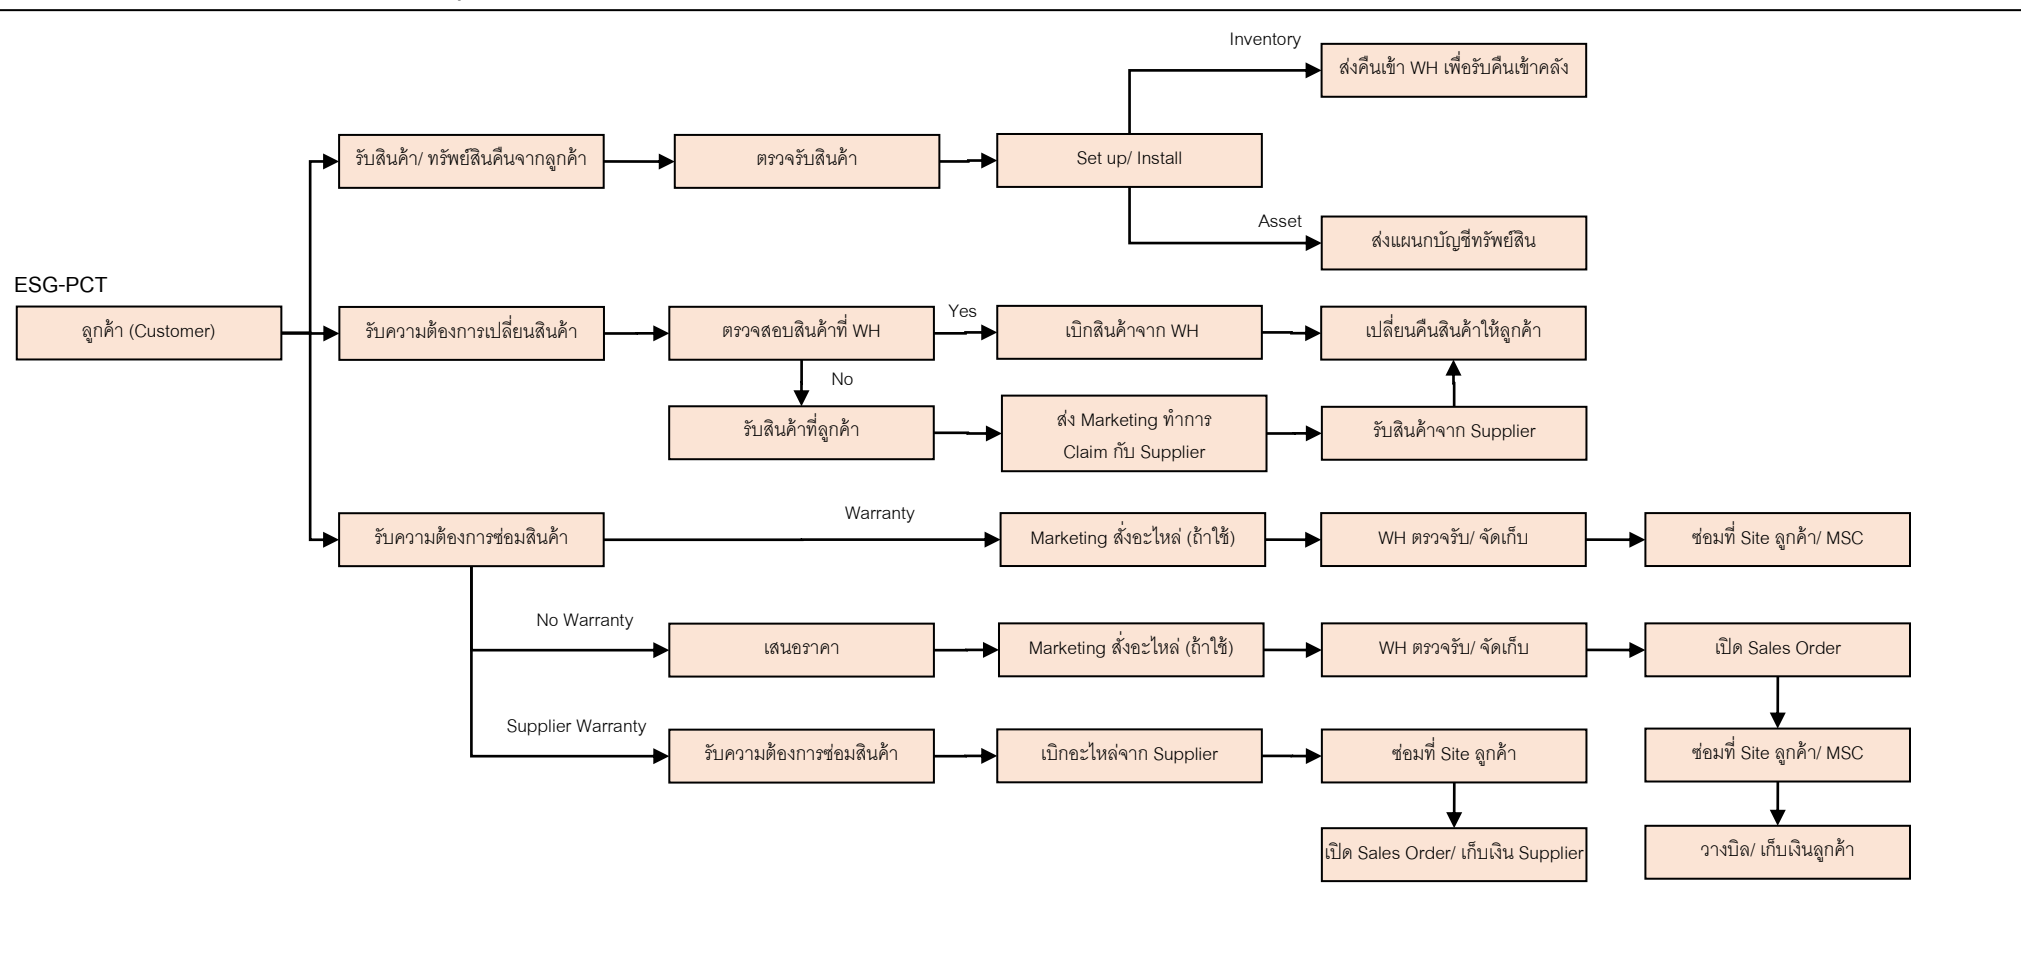 Inventory
ส่งคืนเข้า WH เพื่อรับคืนเข้าคลัง
รับสินค้า/ ทรัพย์สินคืนจากลูกค้า
ตรวจรับสินค้า
Set up/ Install
Asset
ส่งแผนกบัญชีทรัพย์สิน
ESG-PCT
ลูกค้า (Customer)
รับความต้องการเปลี่ยนสินค้า
ตรวจสอบสินค้าที่ WH
Yes
เบิกสินค้าจาก WH
เปลี่ยนคืนสินค้าให้ลูกค้า
No
รับสินค้าที่ลูกค้า
ส่ง Marketing ทำการ
Claim กับ Supplier
รับสินค้าจาก Supplier
รับความต้องการซ่อมสินค้า
Warranty
Marketing สั่งอะไหล่ (ถ้าใช้)
WH ตรวจรับ/ จัดเก็บ
ซ่อมที่ Site ลูกค้า/ MSC
No Warranty
เสนอราคา
Marketing สั่งอะไหล่ (ถ้าใช้)
WH ตรวจรับ/ จัดเก็บ
เปิด Sales Order
Supplier Warranty
รับความต้องการซ่อมสินค้า
เบิกอะไหล่จาก Supplier
ซ่อมที่ Site ลูกค้า
ซ่อมที่ Site ลูกค้า/ MSC
เปิด Sales Order/ เก็บเงิน Supplier
วางบิล/ เก็บเงินลูกค้า